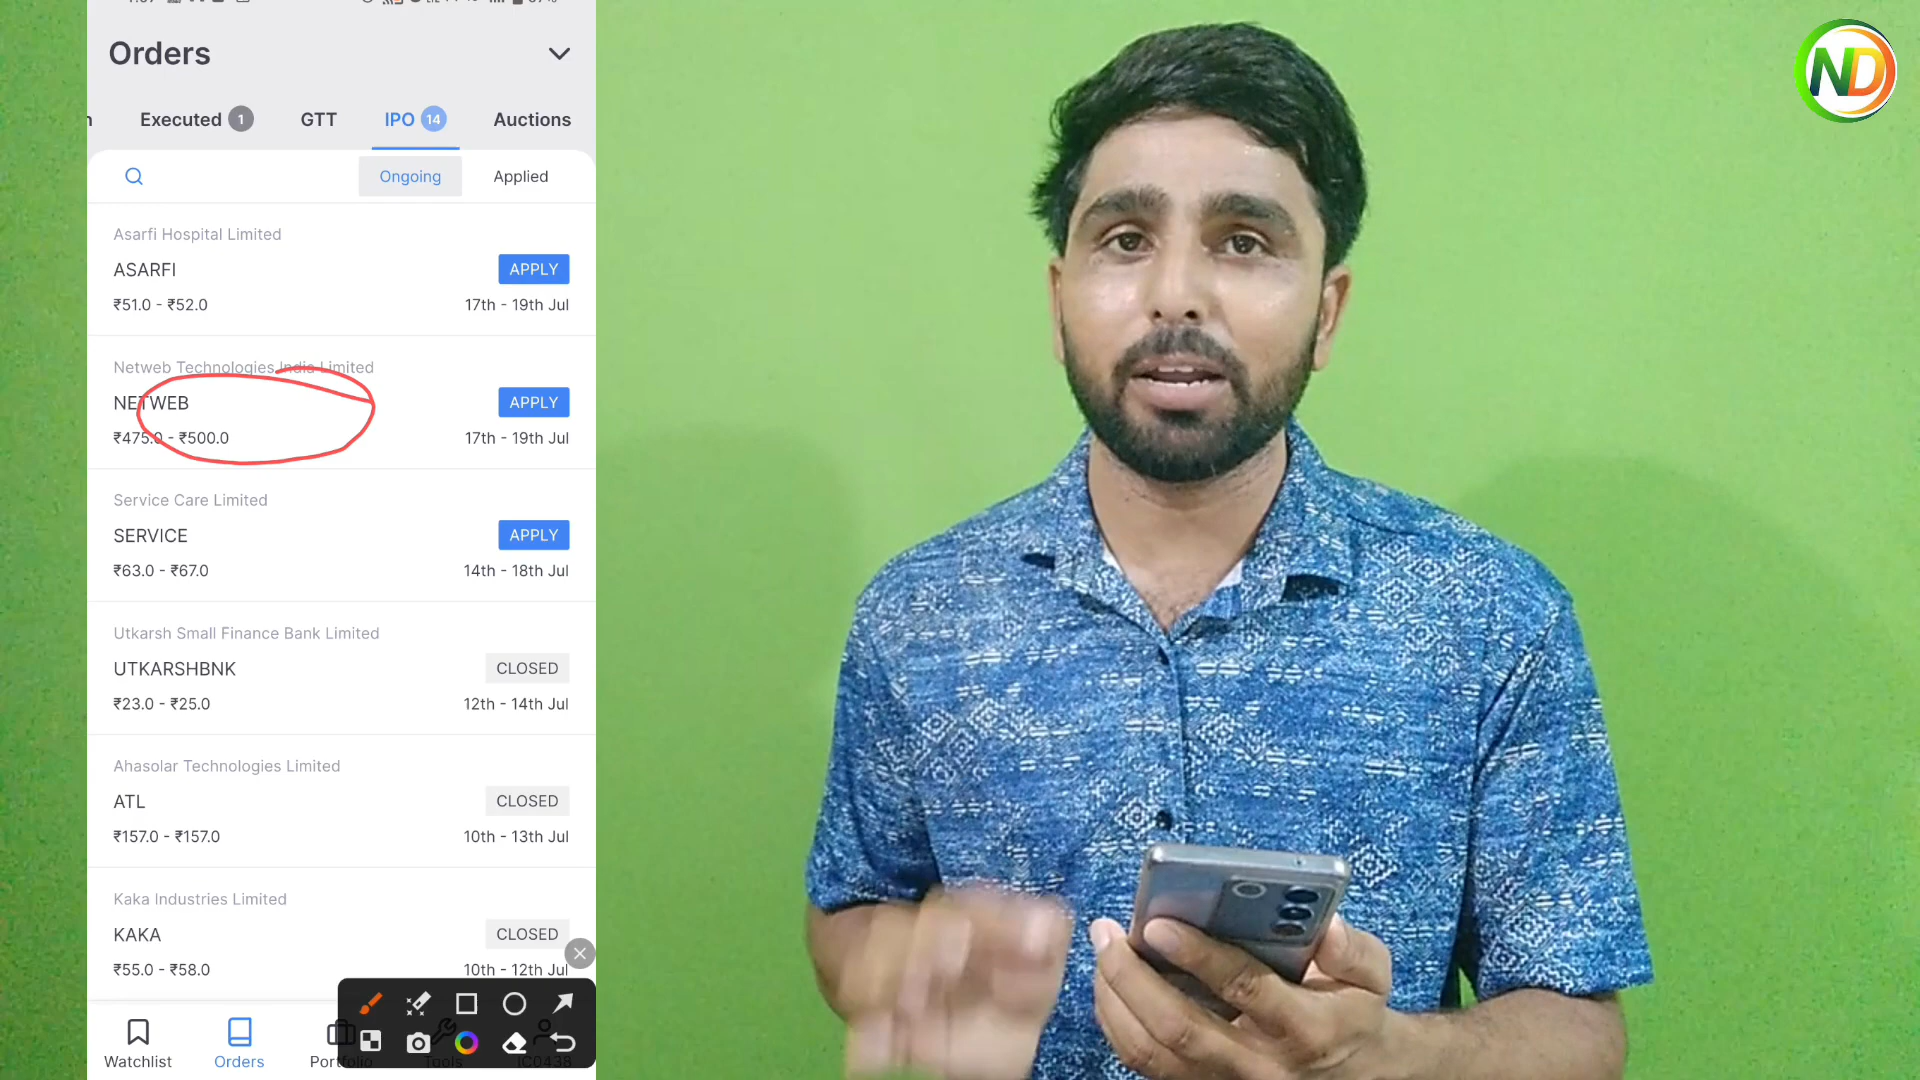 ND
Orders
Executed 1 GTT IPO 14 Auctions
Ongoing Applied
Asarfi Hospital Limited
ASARFI APPLY
₹51.0 - ₹52.0 17th - 19th Jul
Netweb Technologies India Limited
NETWEB APPLY
₹475.0 - ₹500.0 17th - 19th Jul
Service Care Limited
SERVICE APPLY
₹63.0 - ₹67.0 14th - 18th Jul
Utkarsh Small Finance Bank Limited
UTKARSHBNK CLOSED
₹23.0 - ₹25.0 12th - 14th Jul
Ahasolar Technologies Limited
ATL CLOSED
₹157.0 - ₹157.0 10th - 13th Jul
Kaka Industries Limited
KAKA CLOSED
₹55.0 - ₹58.0 10th - 12th Jul
Watchlist Orders Portfolio Tools IC0438